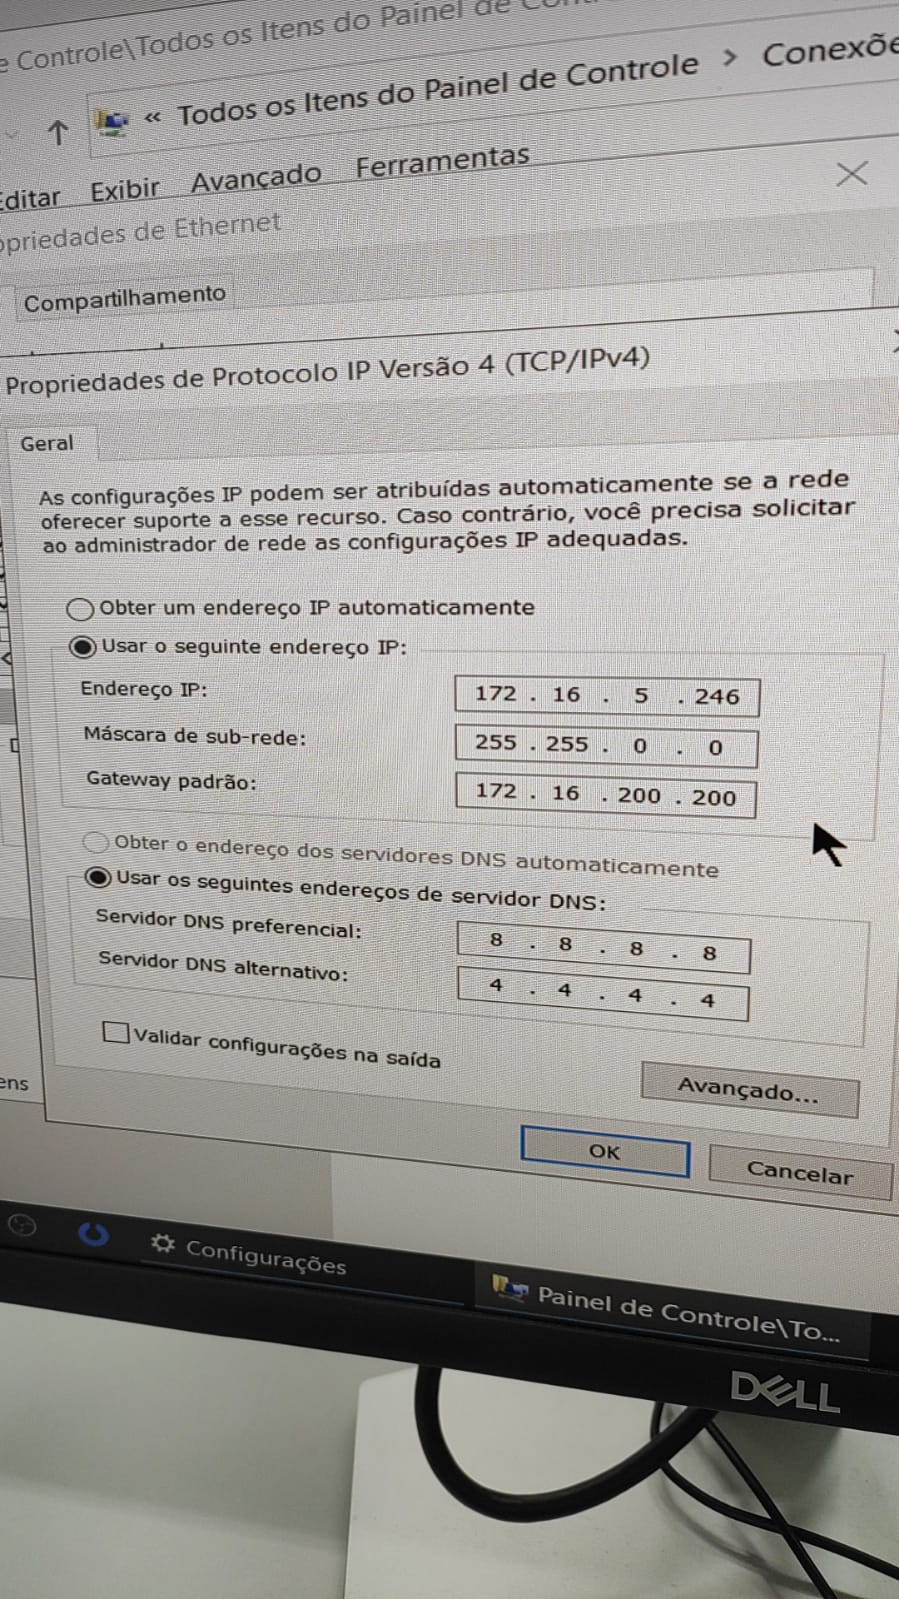 Controle\Todos os Itens do Painel de
« Todos os Itens do Painel de Controle >
Exibir Avançado Ferramentas
de Ethernet
Compartilhamento
Propriedades de Protocolo IP Versão 4 (TCP/IPv4)
Geral
As configurações IP podem ser atribuídas automaticamente se a rede
oferecer suporte a esse recurso. Caso contrário, você precisa solicitar
ao administrador de rede as configurações IP adequadas.
Obter um endereço IP automaticamente
Usar o seguinte endereço IP:
Endereço IP: 172 . 16 . 5 . 246
Máscara de sub-rede: 255 . 255 . 0 . 0
Gateway padrão: 172 . 16 . 200 . 200
Obter o endereço dos servidores DNS automaticamente
Usar os seguintes endereços de servidor DNS:
Servidor DNS preferencial: 8 . 8 . 8 . 8
Servidor DNS alternativo: 4 . 4 . 4 . 4
Validar configurações na saída
Avançado...
OK Cancelar
Configurações
Painel de Controle\To...
DELL